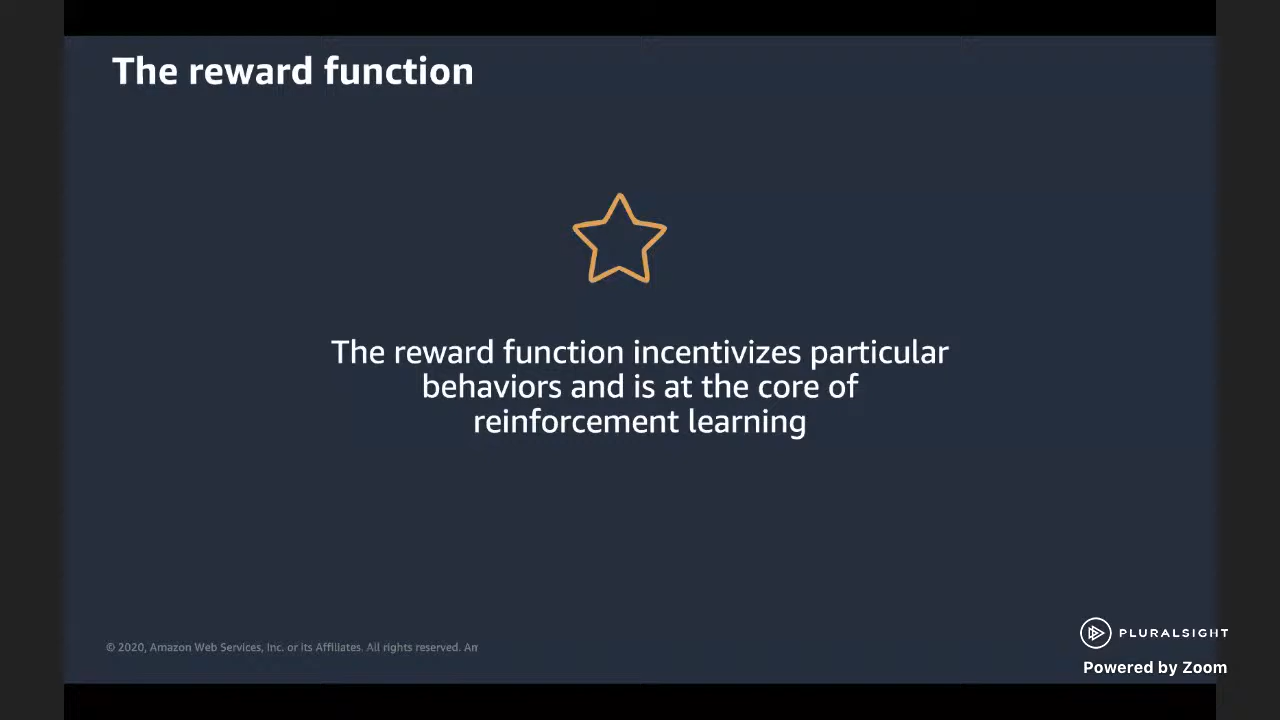 The reward function
The reward function incentivizes particular
behaviors and is at the core of
reinforcement learning
© 2020, Amazon Web Services, Inc. or its Affiliates. All rights reserved. Am
PLURALSIGHT
Powered by Zoom